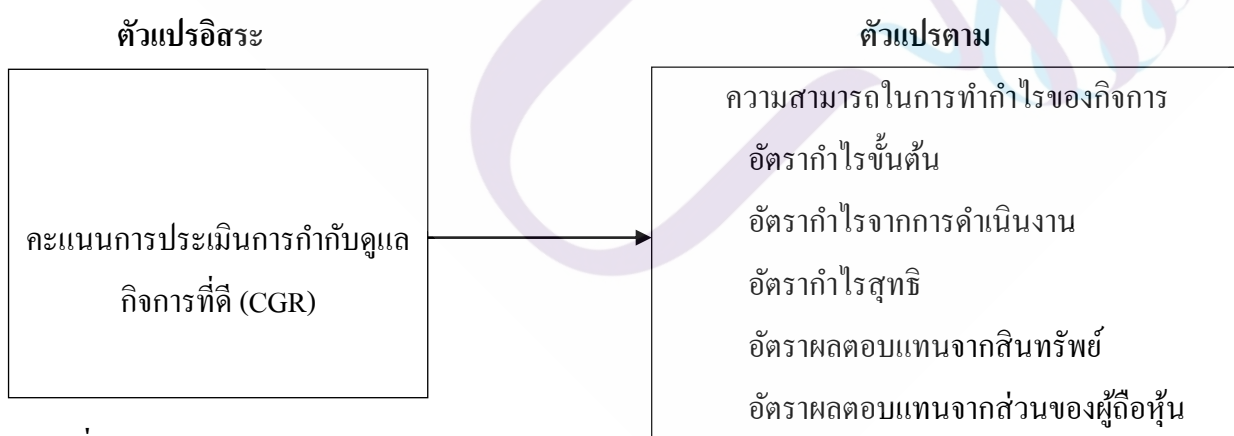 ตัวแปรอิสระ
คะแนนการประเมินการกำกับดูแล
กิจการที่ดี (CGR)
ตัวแปรตาม
ความสามารถในการทำกำไรของกิจการ
อัตรากำไรขั้นต้น
อัตรากำไรจากการดำเนินงาน
อัตรากำไรสุทธิ
อัตราผลตอบแทนจากสินทรัพย์
อัตราผลตอบแทนจากส่วนของผู้ถือหุ้น